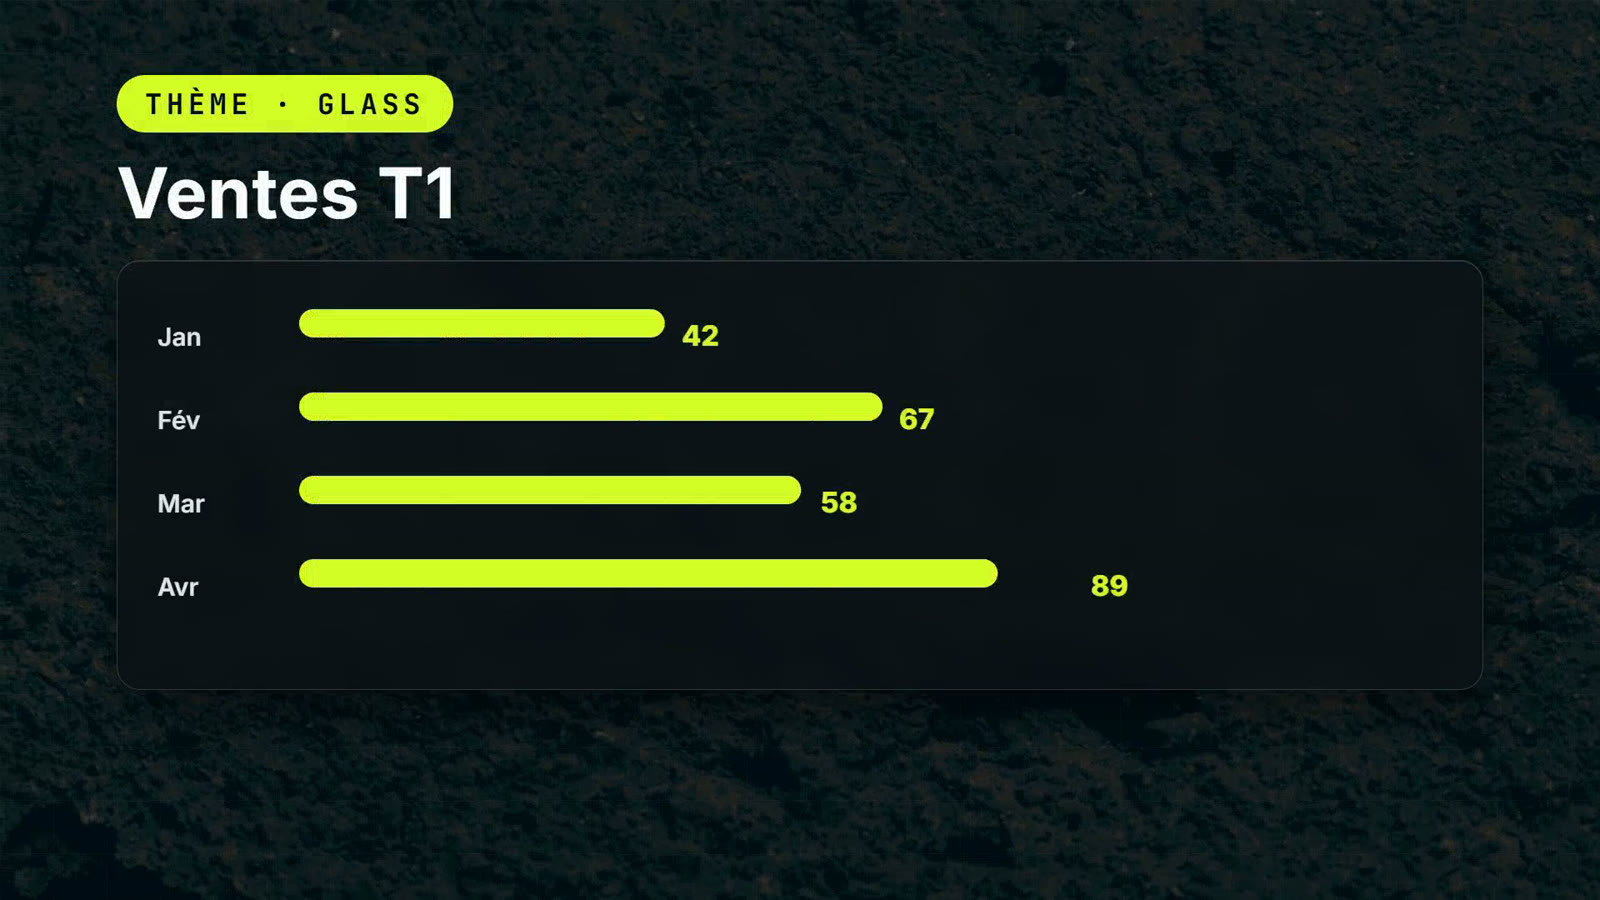 THÈME · GLASS
Ventes T1
Jan 42
Fév 67
Mar 58
Avr 89